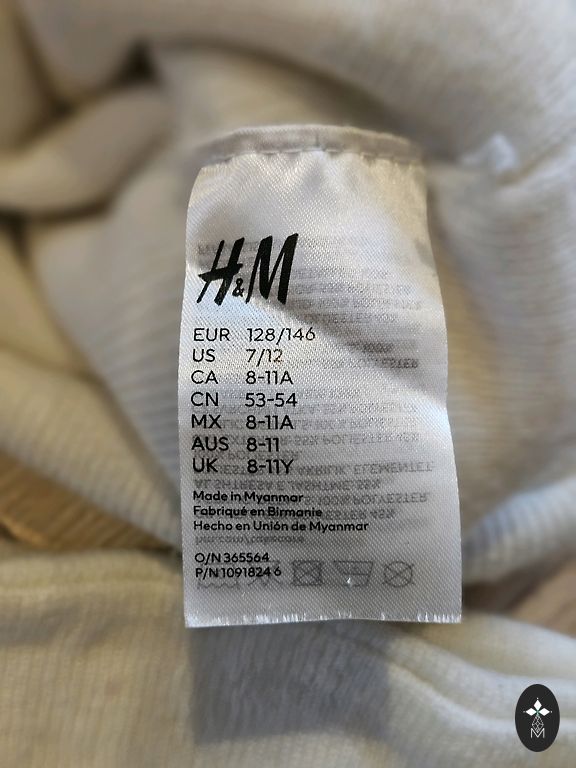 H&M
EUR 128/146
US 7/12
CA 8-11A
CN 53-54
MX 8-11A
AUS 8-11
UK 8-11Y
Made in Myanmar
Fabriqué en Birmanie
Hecho en Unión de Myanmar
O/N 365564
P/N 1091824 6
M